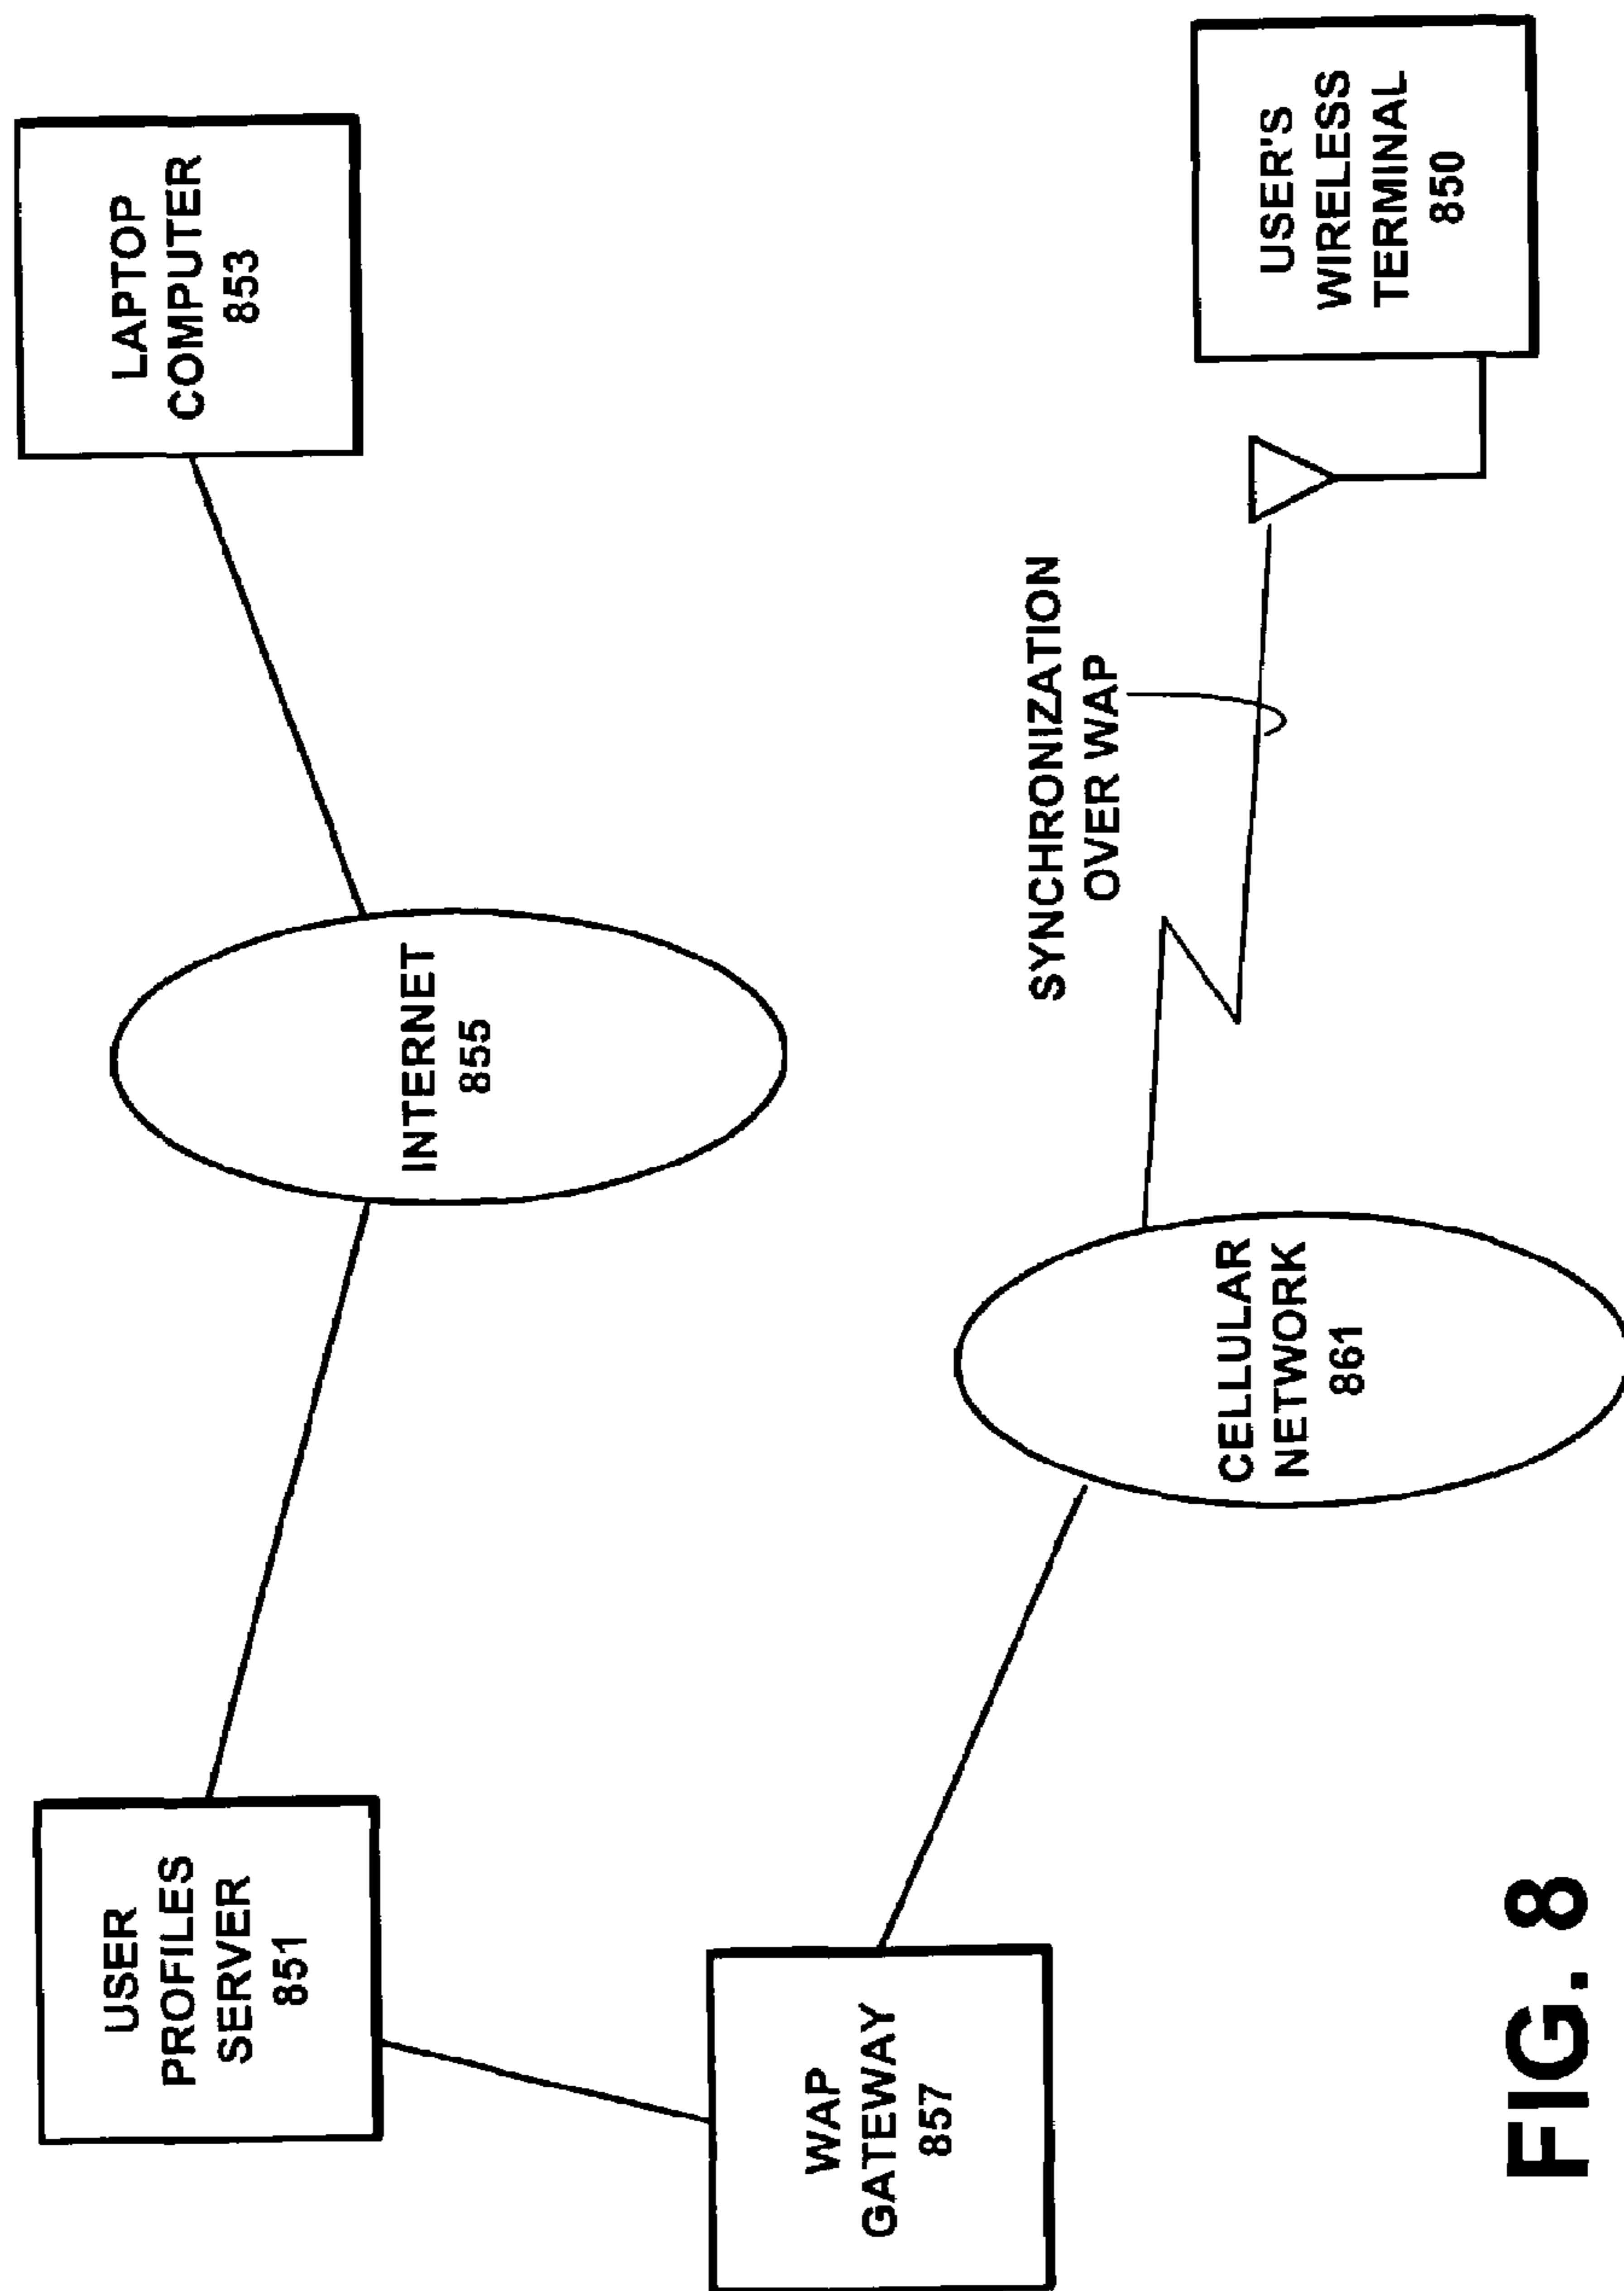 USER
PROFILES
SERVER
851
INTERNET
855
LAPTOP
COMPUTER
853
WAP
GATEWAY
857
CELLULAR
NETWORK
861
SYNCHRONIZATION
OVER WAP
USER'S
WIRELESS
TERMINAL
850
FIG. 8